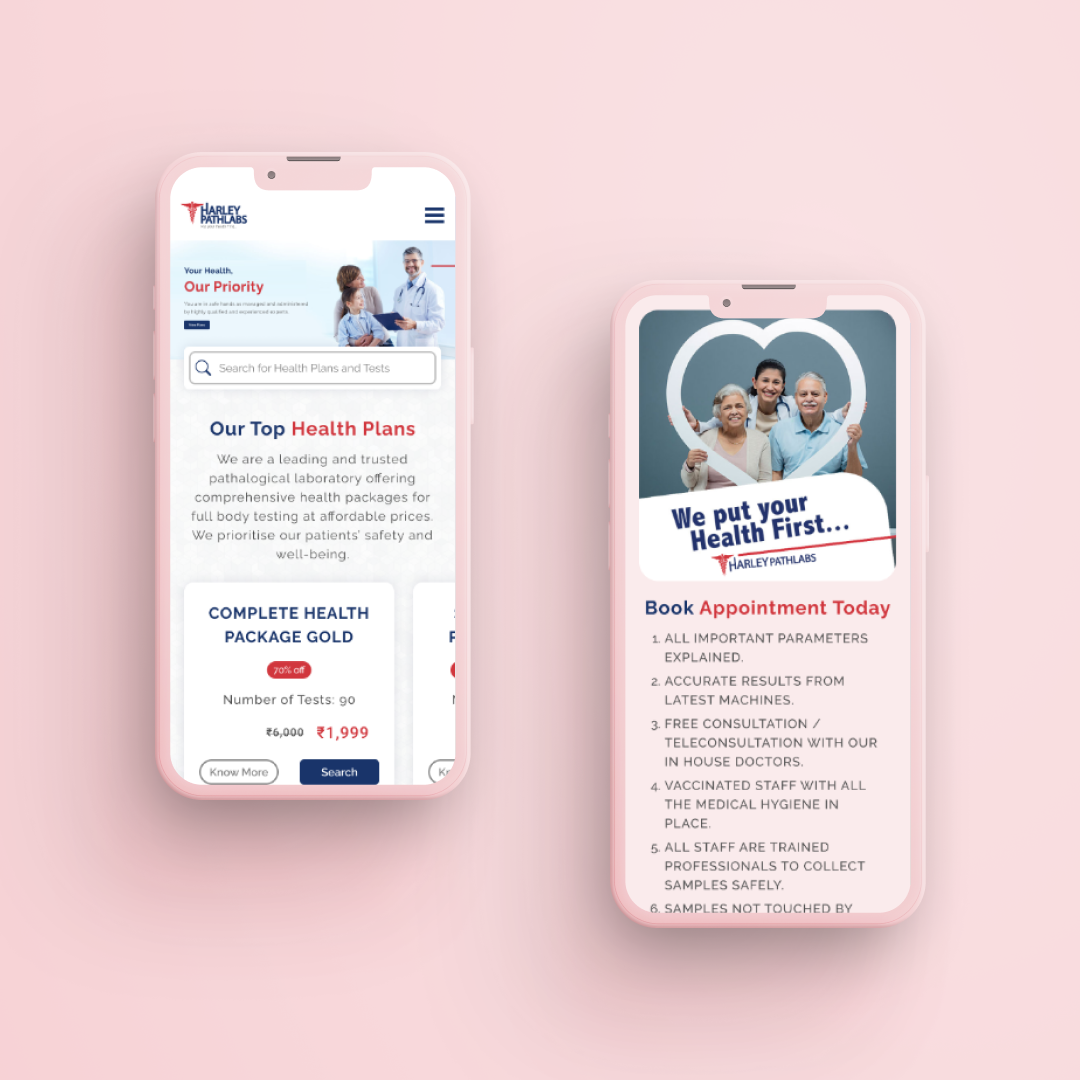 HARLEY
PATHLABS
Your Health,
Our Priority
You are in safe hands as managed and administered
by highly qualified and experienced experts.
Search for Health Plans and Tests
Our Top Health Plans
We are a leading and trusted
pathalogical laboratory offering
comprehensive health packages for
full body testing at affordable prices.
We prioritise our patients' safety and
well-being.
COMPLETE HEALTH
PACKAGE GOLD
70% off
Number of Tests: 90
₹6,000 ₹1,999
Know More Search
We put your
Health First...
HARLEY PATHLABS
Book Appointment Today
1. ALL IMPORTANT PARAMETERS
EXPLAINED.
2. ACCURATE RESULTS FROM
LATEST MACHINES.
3. FREE CONSULTATION /
TELECONSULTATION WITH OUR
IN HOUSE DOCTORS.
4. VACCINATED STAFF WITH ALL
THE MEDICAL HYGIENE IN
PLACE.
5. ALL STAFF ARE TRAINED
PROFESSIONALS TO COLLECT
SAMPLES SAFELY.
6. SAMPLES NOT TOUCHED BY